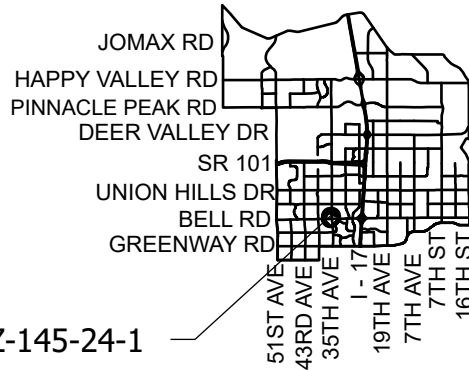 JOMAX RD
HAPPY VALLEY RD
PINNACLE PEAK RD
DEER VALLEY DR
SR 101
UNION HILLS DR
BELL RD
GREENWAY RD
51ST AVE
43RD AVE
35TH AVE
I - 17
19TH AVE
7TH AVE
7TH ST
16TH ST
Z-145-24-1